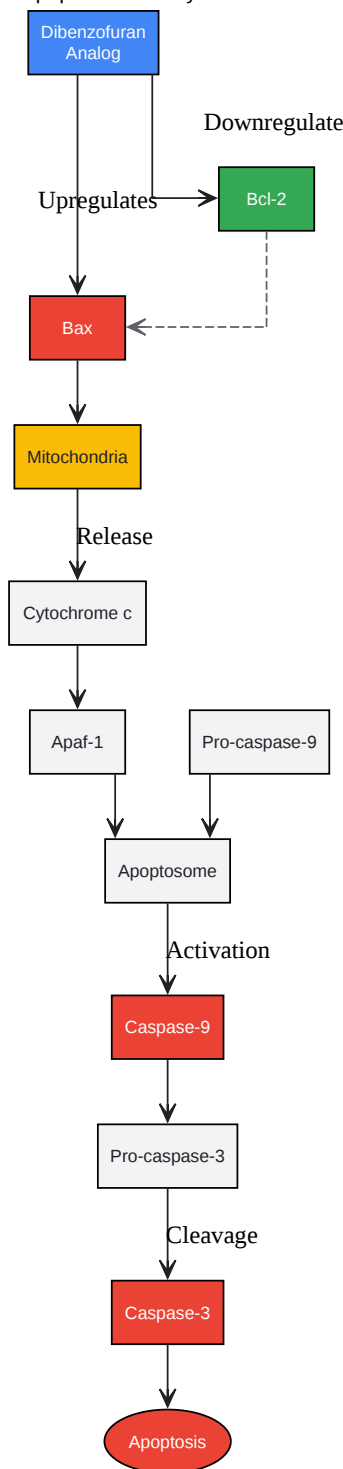 Dibenzofuran
Analog
Downregulate
Upregulates
Bcl-2
Bax
Mitochondria
Release
Cytochrome c
Apaf-1
Pro-caspase-9
Apoptosome
Activation
Caspase-9
Pro-caspase-3
Cleavage
Caspase-3
Apoptosis